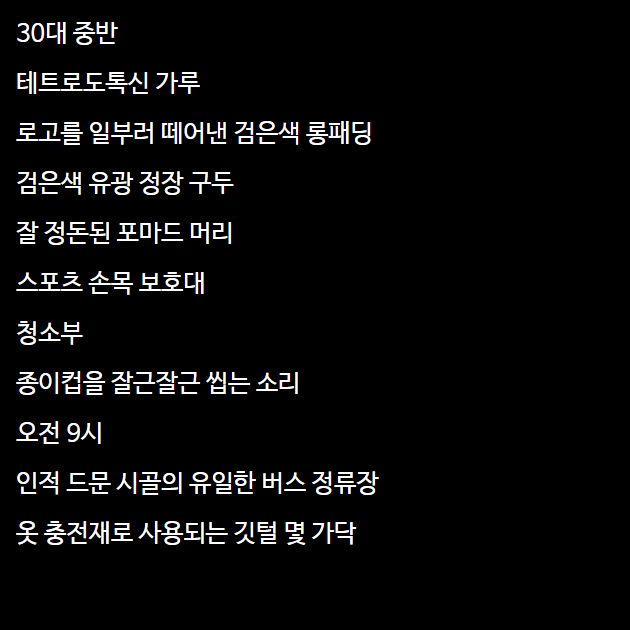 30대 중반
테트로도톡신 가루
로고를 일부러 떼어낸 검은색 롱패딩
검은색 유광 정장 구두
잘 정돈된 포마드 머리
스포츠 손목 보호대
청소부
종이컵을 잘근잘근 씹는 소리
오전 9시
인적 드문 시골의 유일한 버스 정류장
옷 충전재로 사용되는 깃털 몇 가닥